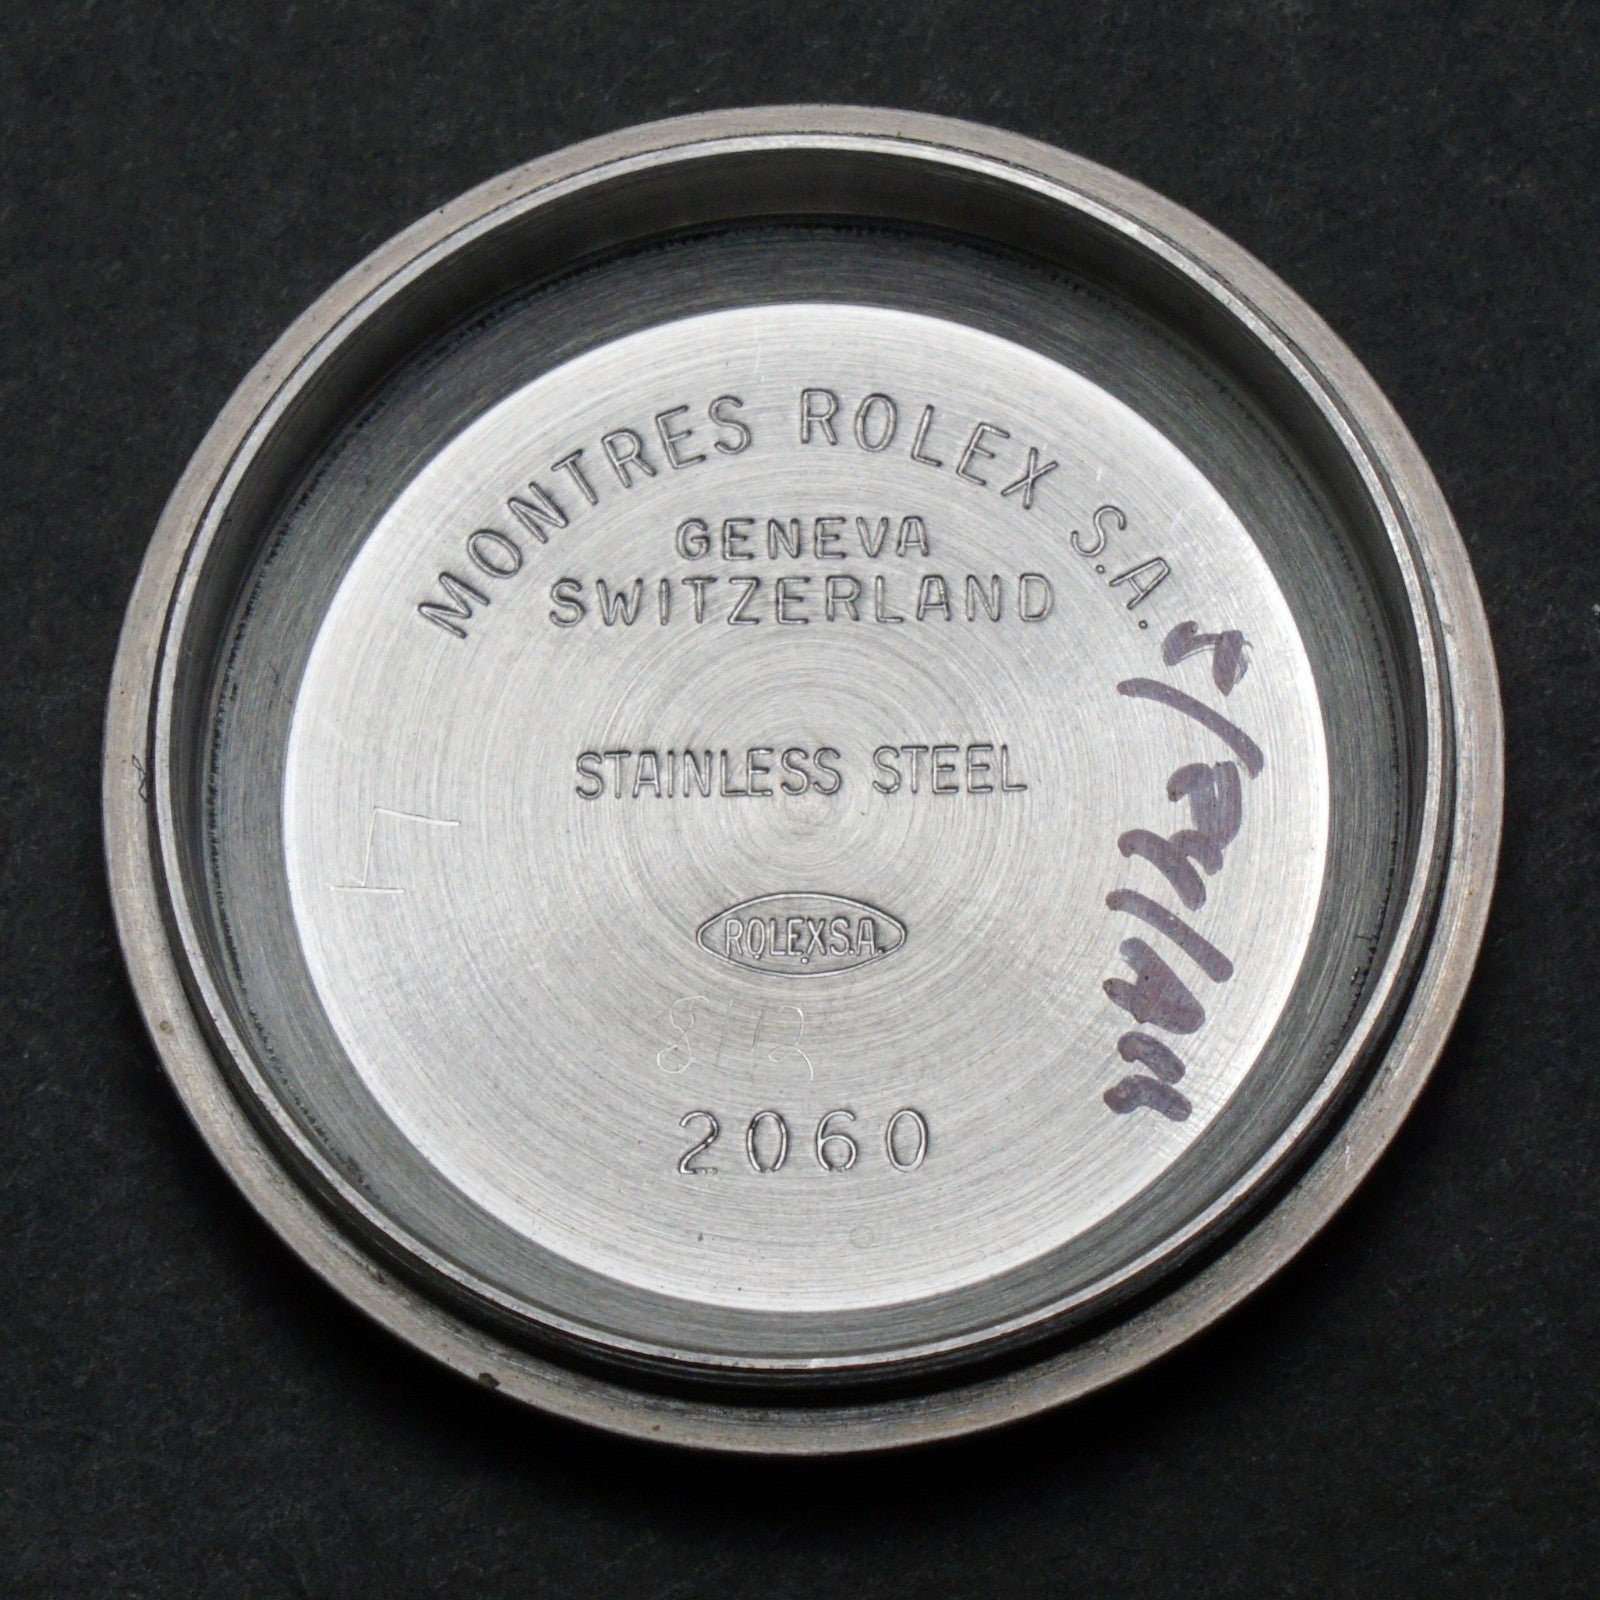 MONTRES ROLEX S.A.
GENEVA
SWITZERLAND
STAINLESS STEEL
ROLEX S.A.
2060